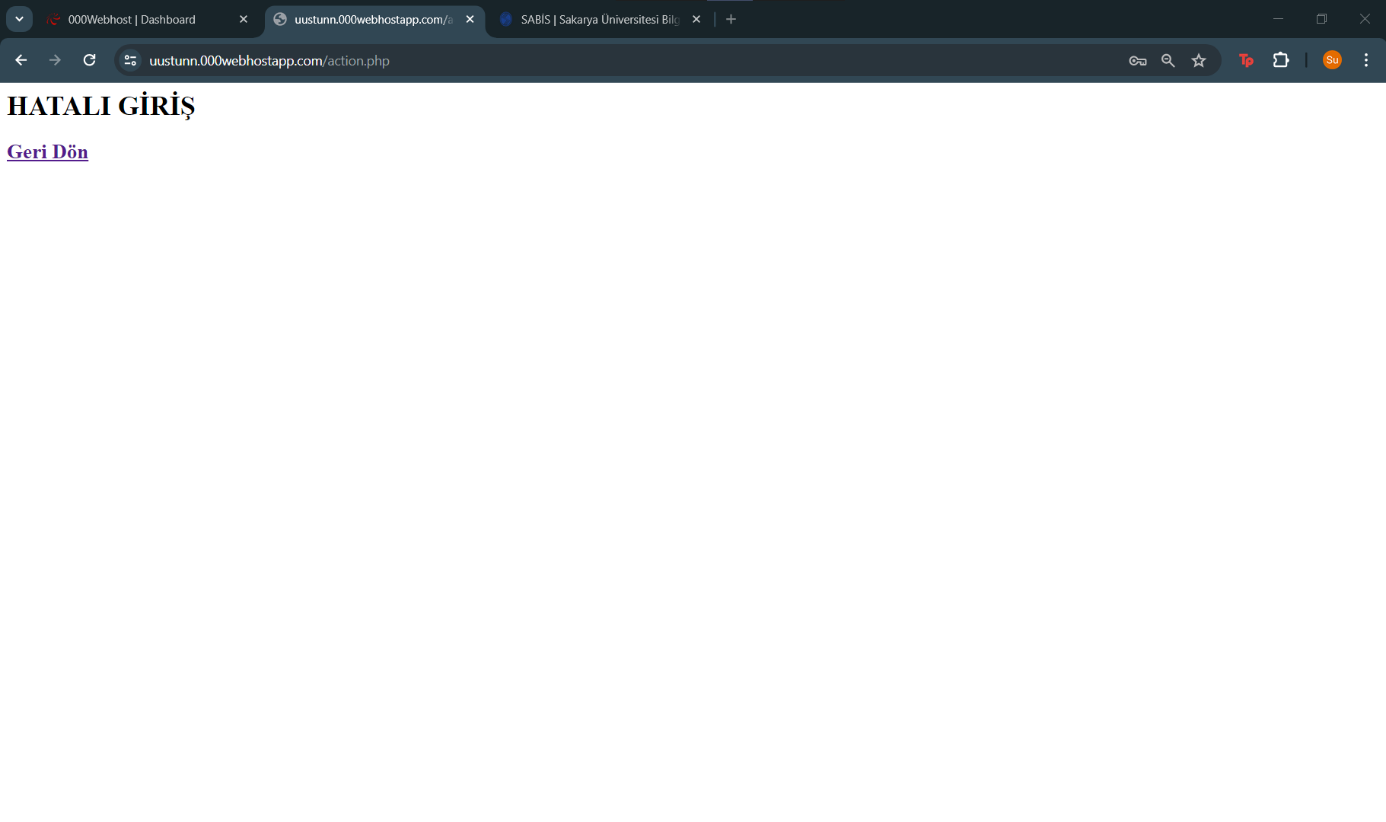 000Webhost | Dashboard
uustunn.000webhostapp.com/a
SABİS | Sakarya Üniversitesi Bilg
uustunn.000webhostapp.com/action.php
Tp
Su
HATALI GİRİŞ
Geri Dön